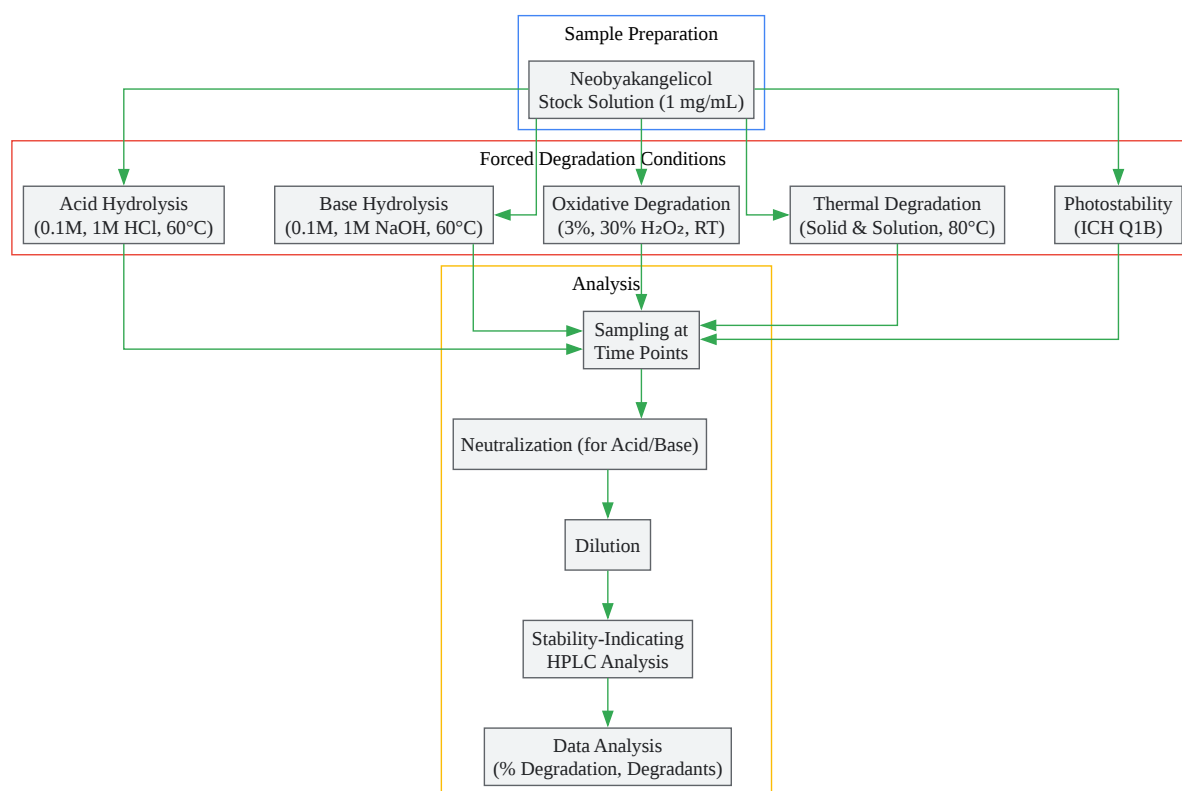 Sample Preparation
Neobyakangelicol
Stock Solution (1 mg/mL)
Forced Degradation Conditions
Acid Hydrolysis
(0.1M, 1M HCl, 60°C)
Base Hydrolysis
(0.1M, 1M NaOH, 60°C)
Oxidative Degradation
(3%, 30% H₂O₂, RT)
Thermal Degradation
(Solid & Solution, 80°C)
Photostability
(ICH Q1B)
Analysis
Sampling at
Time Points
Neutralization (for Acid/Base)
Dilution
Stability-Indicating
HPLC Analysis
Data Analysis
(% Degradation, Degradants)